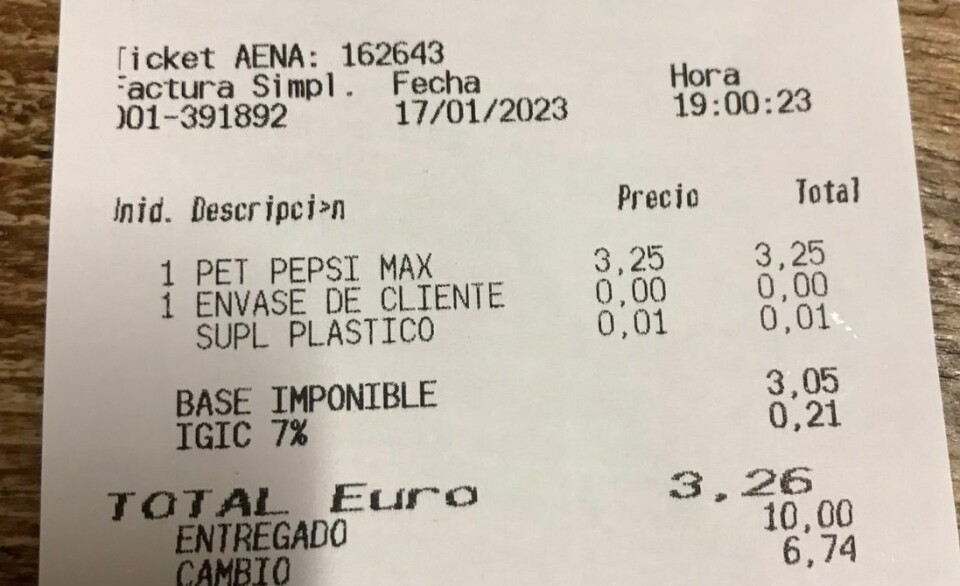 Ticket AENA: 162643
Factura Simpl. Fecha Hora
001-391892 17/01/2023 19:00:23
Unid. Descripci>n Precio Total
1 PET PEPSI MAX 3,25 3,25
1 ENVASE DE CLIENTE 0,00 0,00
SUPL PLASTICO 0,01 0,01
BASE IMPONIBLE 3,05
IGIC 7% 0,21
TOTAL Euro 3,26
ENTREGADO 10,00
CAMBIO 6,74